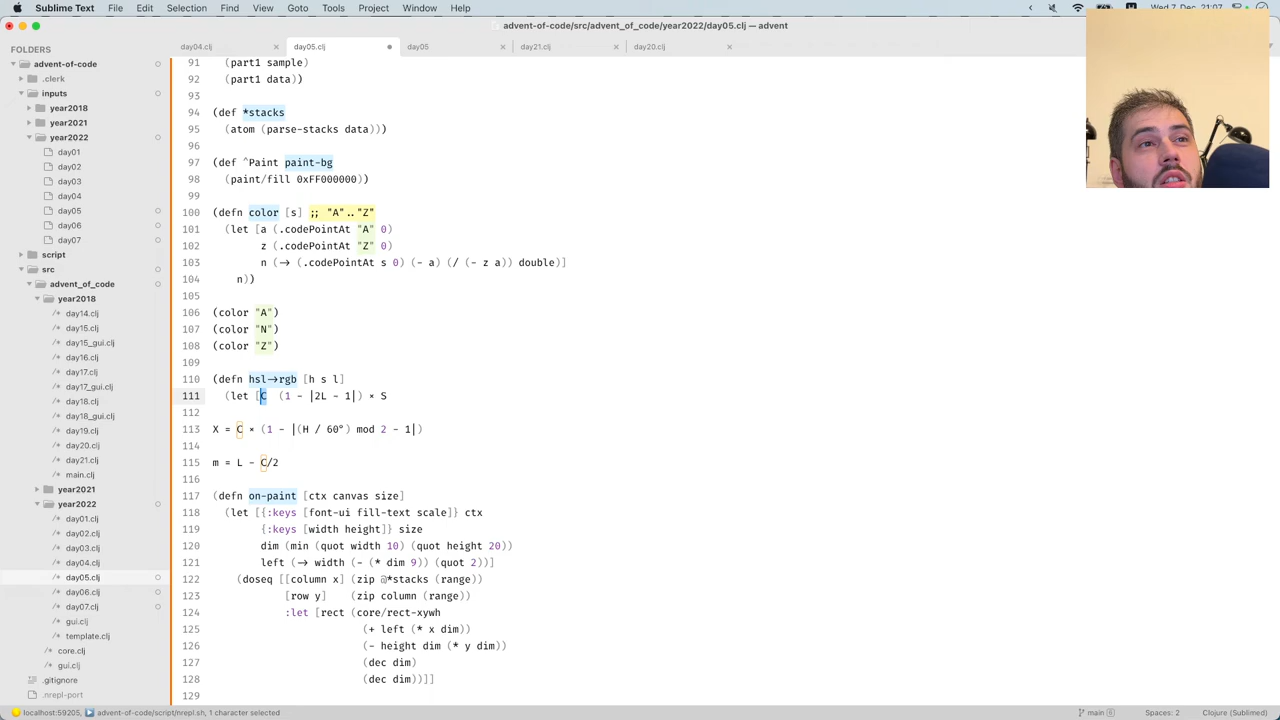 Sublime Text File Edit Selection Find View Goto Tools Project Window Help Wed 7. Dec 21:07
advent-of-code/src/advent_of_code/year2022/day05.clj — advent
day04.clj × day05.clj day05 × day21.clj × day20.clj ×
FOLDERS
advent-of-code
.clerk
inputs
year2018
year2021
year2022
day01
day02
day03
day04
day05
day06
day07
script
src
advent_of_code
year2018
day14.clj
day15.clj
day15_gui.clj
day16.clj
day17.clj
day17_gui.clj
day18.clj
day18_gui.clj
day19.clj
day20.clj
day21.clj
main.clj
year2021
year2022
day01.clj
day02.clj
day03.clj
day04.clj
day05.clj
day06.clj
day07.clj
gui.clj
template.clj
core.clj
gui.clj
.gitignore
.nrepl-port
91 (part1 sample)
92 (part1 data))
93
94 (def *stacks
95 (atom (parse-stacks data)))
96
97 (def ^Paint paint-bg
98 (paint/fill 0xFF000000))
99
100 (defn color [s] ;; "A".."Z"
101 (let [a (.codePointAt "A" 0)
102 z (.codePointAt "Z" 0)
103 n (-> (.codePointAt s 0) (- a) (/ (- z a)) double)]
104 n))
105
106 (color "A")
107 (color "N")
108 (color "Z")
109
110 (defn hsl->rgb [h s l]
111 (let [C (1 - |2L - 1|) × S
112
113 X = C × (1 - |(H / 60°) mod 2 - 1|)
114
115 m = L - C/2
116
117 (defn on-paint [ctx canvas size]
118 (let [{:keys [font-ui fill-text scale]} ctx
119 {:keys [width height]} size
120 dim (min (quot width 10) (quot height 20))
121 left (-> width (- (* dim 9)) (quot 2))]
122 (doseq [[column x] (zip @*stacks (range))
123 [row y] (zip column (range))
124 :let [rect (core/rect-xywh
125 (+ left (* x dim))
126 (- height dim (* y dim))
127 (dec dim)
128 (dec dim))]]
129
localhost:59205, advent-of-code/script/nrepl.sh, 1 character selected
main 6 Spaces: 2 Clojure (Sublimed)